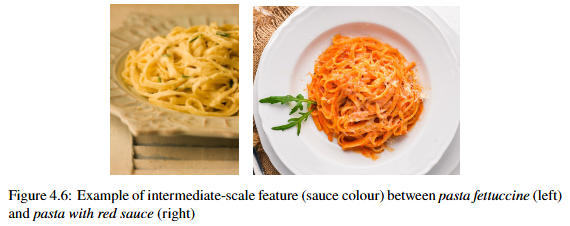 Figure 4.6: Example of intermediate-scale feature (sauce colour) between pasta fettuccine (left)
and pasta with red sauce (right)